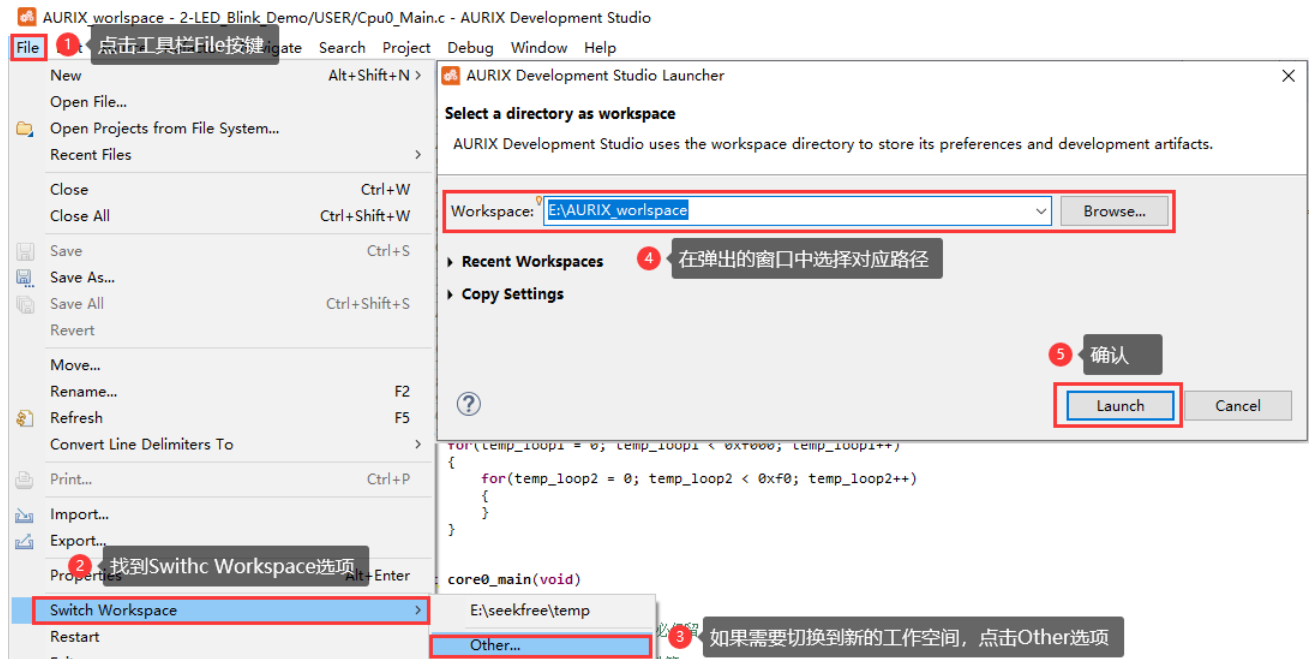 AURIX_worlspace - 2-LED_Blink_Demo/USER/Cpu0_Main.c - AURIX Development Studio
File
1
点击工具栏File按键
Search
Project
Debug
Window
Help
New Alt+Shift+N
Open File...
Open Projects from File System...
Recent Files
Close Ctrl+W
Close All Ctrl+Shift+W
Save Ctrl+S
Save As...
Save All Ctrl+Shift+S
Revert
Move...
Rename... F2
Refresh F5
Convert Line Delimiters To
Print... Ctrl+P
Import...
Export...
2
找到Swithc Workspace选项
Properties Alt+Enter
Switch Workspace
Restart
E:\seekfree\temp
Other...
3
如果需要切换到新的工作空间，点击Other选项
AURIX Development Studio Launcher
Select a directory as workspace
AURIX Development Studio uses the workspace directory to store its preferences and development artifacts.
Workspace: E:\AURIX_worlspace Browse...
4
在弹出的窗口中选择对应路径
Recent Workspaces
Copy Settings
5
确认
?
Launch Cancel
for(temp_loop1 = 0; temp_loop1 < 0xf000; temp_loop1++)
{
for(temp_loop2 = 0; temp_loop2 < 0xf0; temp_loop2++)
{
}
}
core0_main(void)